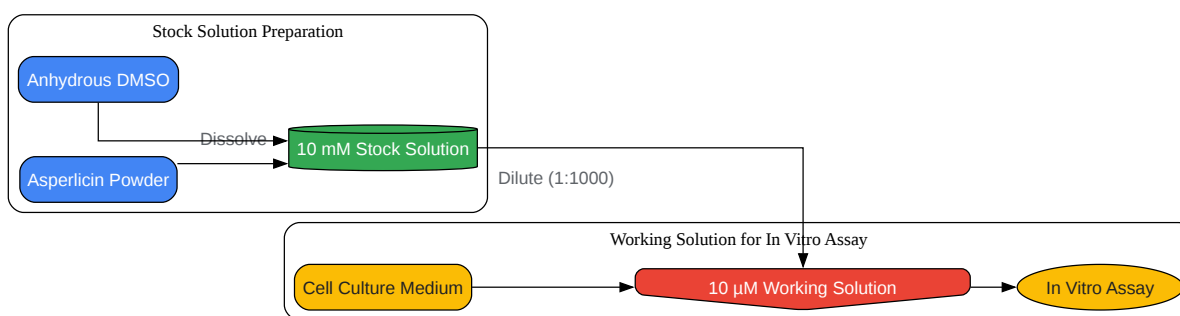 Stock Solution Preparation
Anhydrous DMSO
Dissolve
10 mM Stock Solution
Asperlicin Powder
Dilute (1:1000)
Working Solution for In Vitro Assay
Cell Culture Medium
10 µM Working Solution
In Vitro Assay